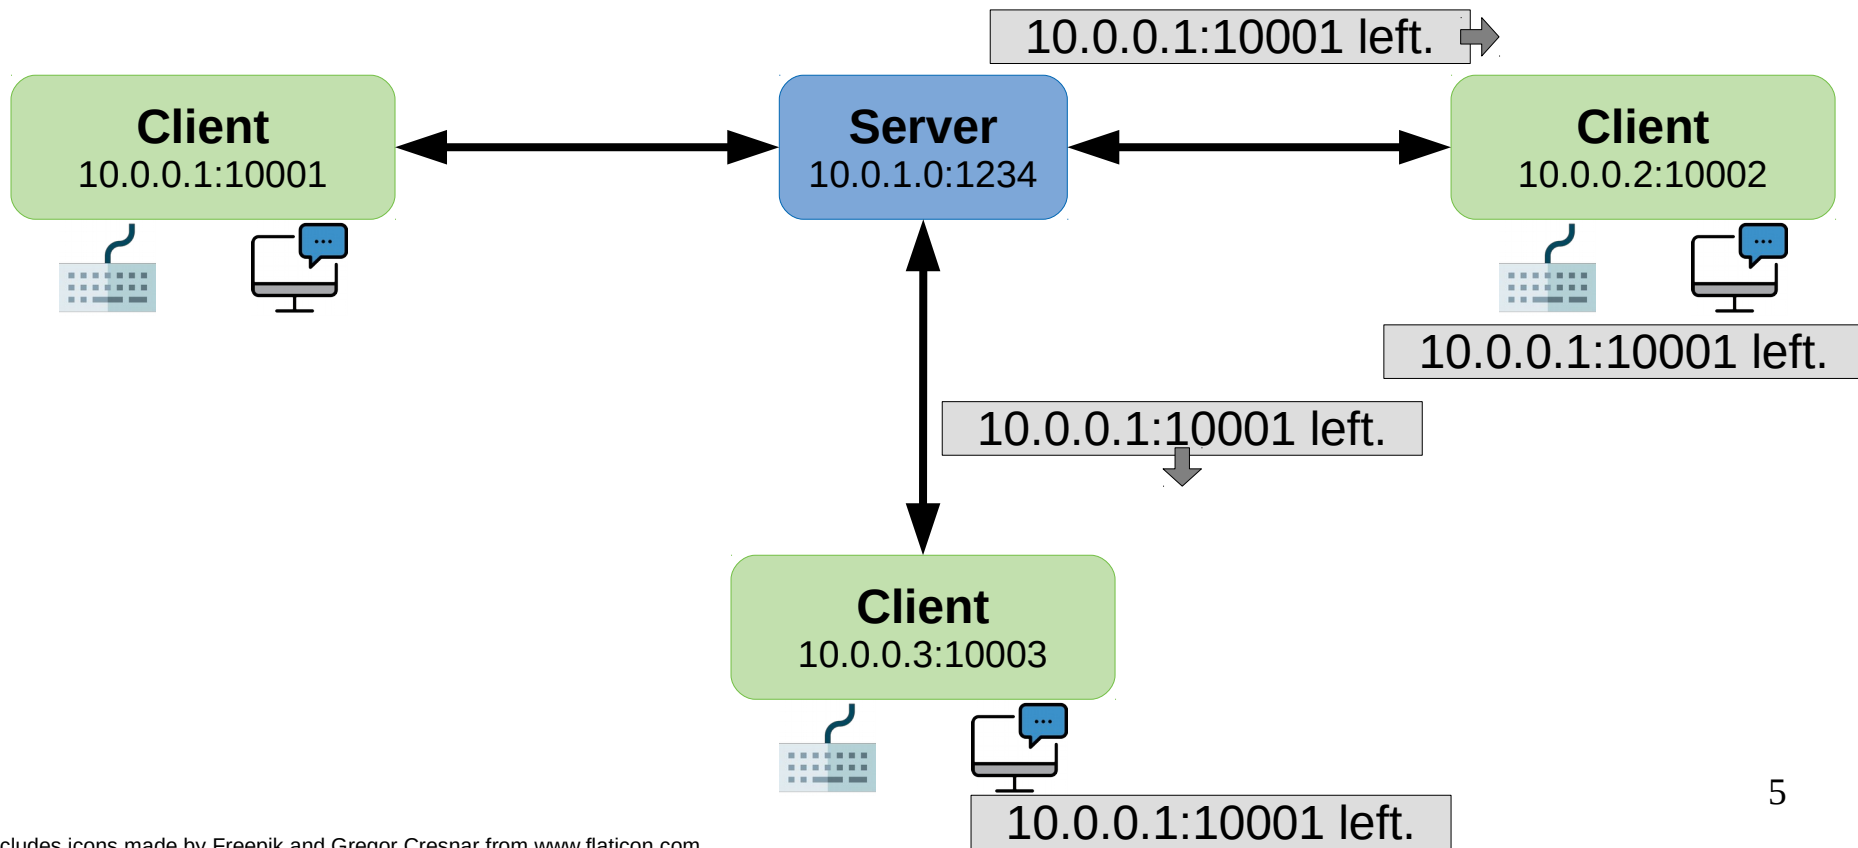 10.0.0.1:10001 left.
Client
10.0.0.1:10001
Server
10.0.1.0:1234
Client
10.0.0.2:10002
10.0.0.1:10001 left.
10.0.0.1:10001 left.
Client
10.0.0.3:10003
5
10.0.0.1:10001 left.
cludes icons made by Freepik and Gregor Cresnar from www.flaticon.com